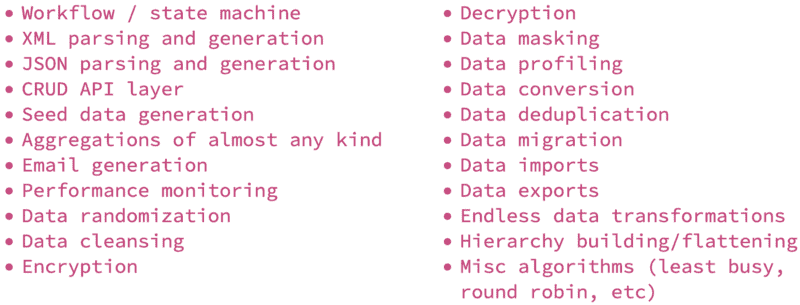 • Workflow / state machine
• XML parsing and generation
• JSON parsing and generation
• CRUD API layer
• Seed data generation
• Aggregations of almost any kind
• Email generation
• Performance monitoring
• Data randomization
• Data cleansing
• Encryption
• Decryption
• Data masking
• Data profiling
• Data conversion
• Data deduplication
• Data migration
• Data imports
• Data exports
• Endless data transformations
• Hierarchy building/flattening
• Misc algorithms (least busy,
round robin, etc)